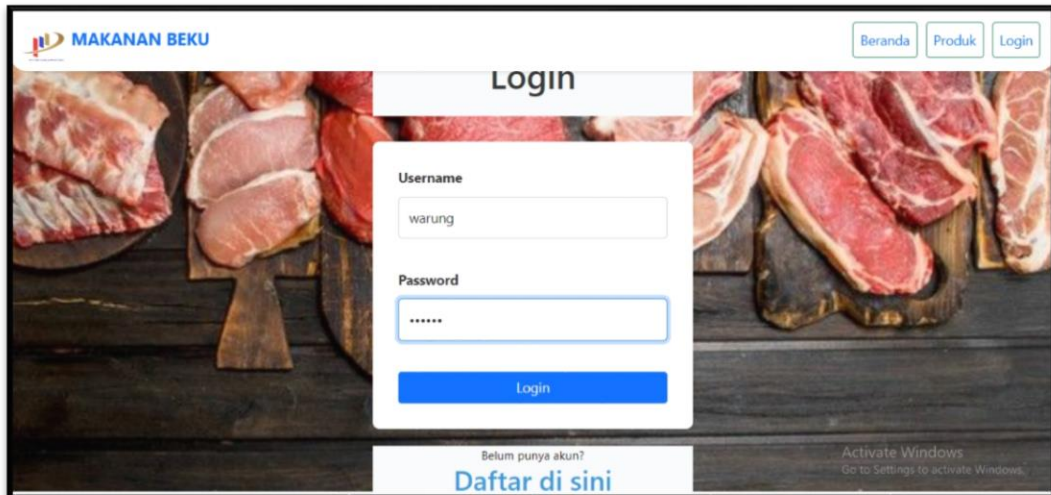 MAKANAN BEKU
Beranda
Produk
Login
Login
Username
warung
Password
••••••
Login
Belum punya akun?
Daftar di sini
Activate Windows
Go to Settings to activate Windows.